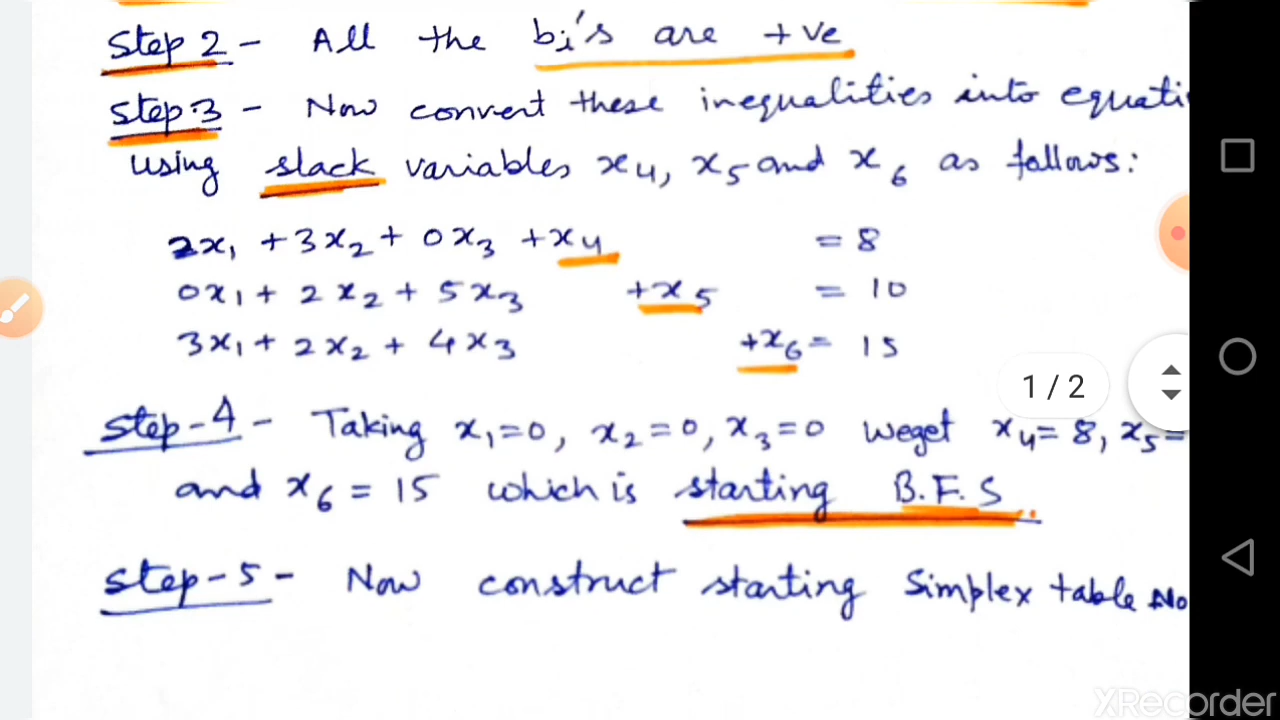 Step 2 - All the bi's are +ve
Step 3 - Now convert these inequalities into equati
using slack variables x4, x5 and x6 as follows:
2x1 + 3x2 + 0x3 + x4 = 8
0x1 + 2x2 + 5x3 + x5 = 10
3x1 + 2x2 + 4x3 + x6 = 15
1 / 2
Step-4 - Taking x1=0, x2=0, x3=0 we get x4= 8, x5=
and x6 = 15 which is starting B.F.S
Step-5 - Now construct starting Simplex table No
XRecorder